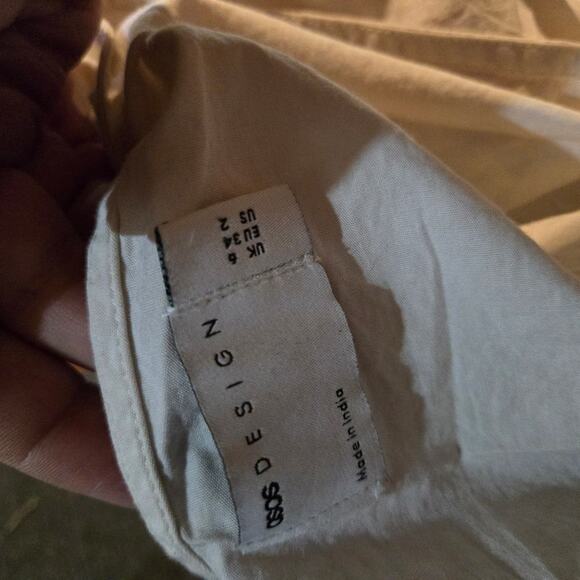 asos DESIGN
Made in India
UK 6
EU 34
US 2